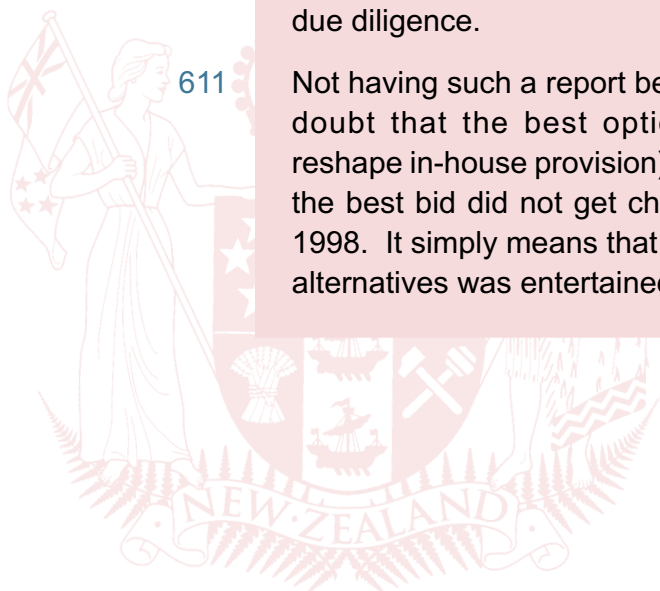 due diligence.
611 Not having such a report be
doubt that the best optio
reshape in-house provision)
the best bid did not get ch
1998. It simply means that
alternatives was entertained
NEW·ZEALAND